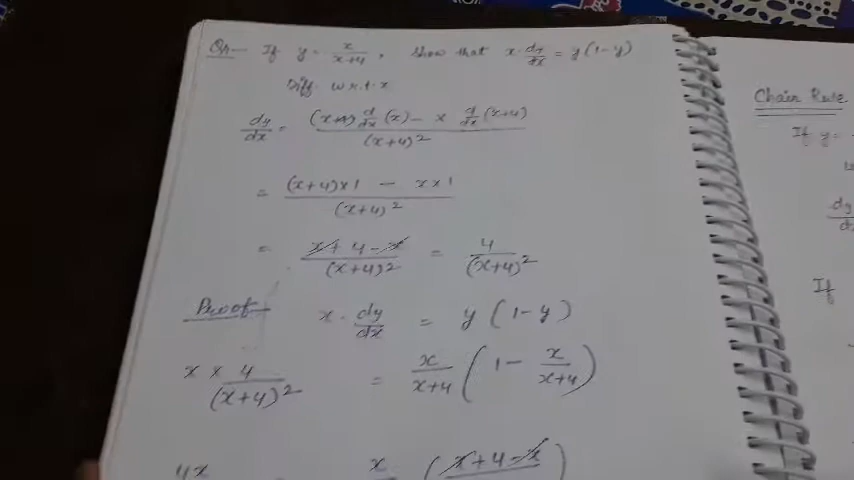 Qn— If y = x/(x+4), show that x·dy/dx = y(1-y)
Diff. w.r.t. x
dy/dx = ((x+4) d/dx (x) - x d/dx (x+4))/(x+4)²
= ((x+4)×1 - x×1)/(x+4)²
= (x+4-x)/(x+4)² = 4/(x+4)²
Proof x·dy/dx = y(1-y)
x × 4/(x+4)² = x/(x+4) (1 - x/(x+4))
4x x (x+4-x)
Chain Rule
If y =
dy
If